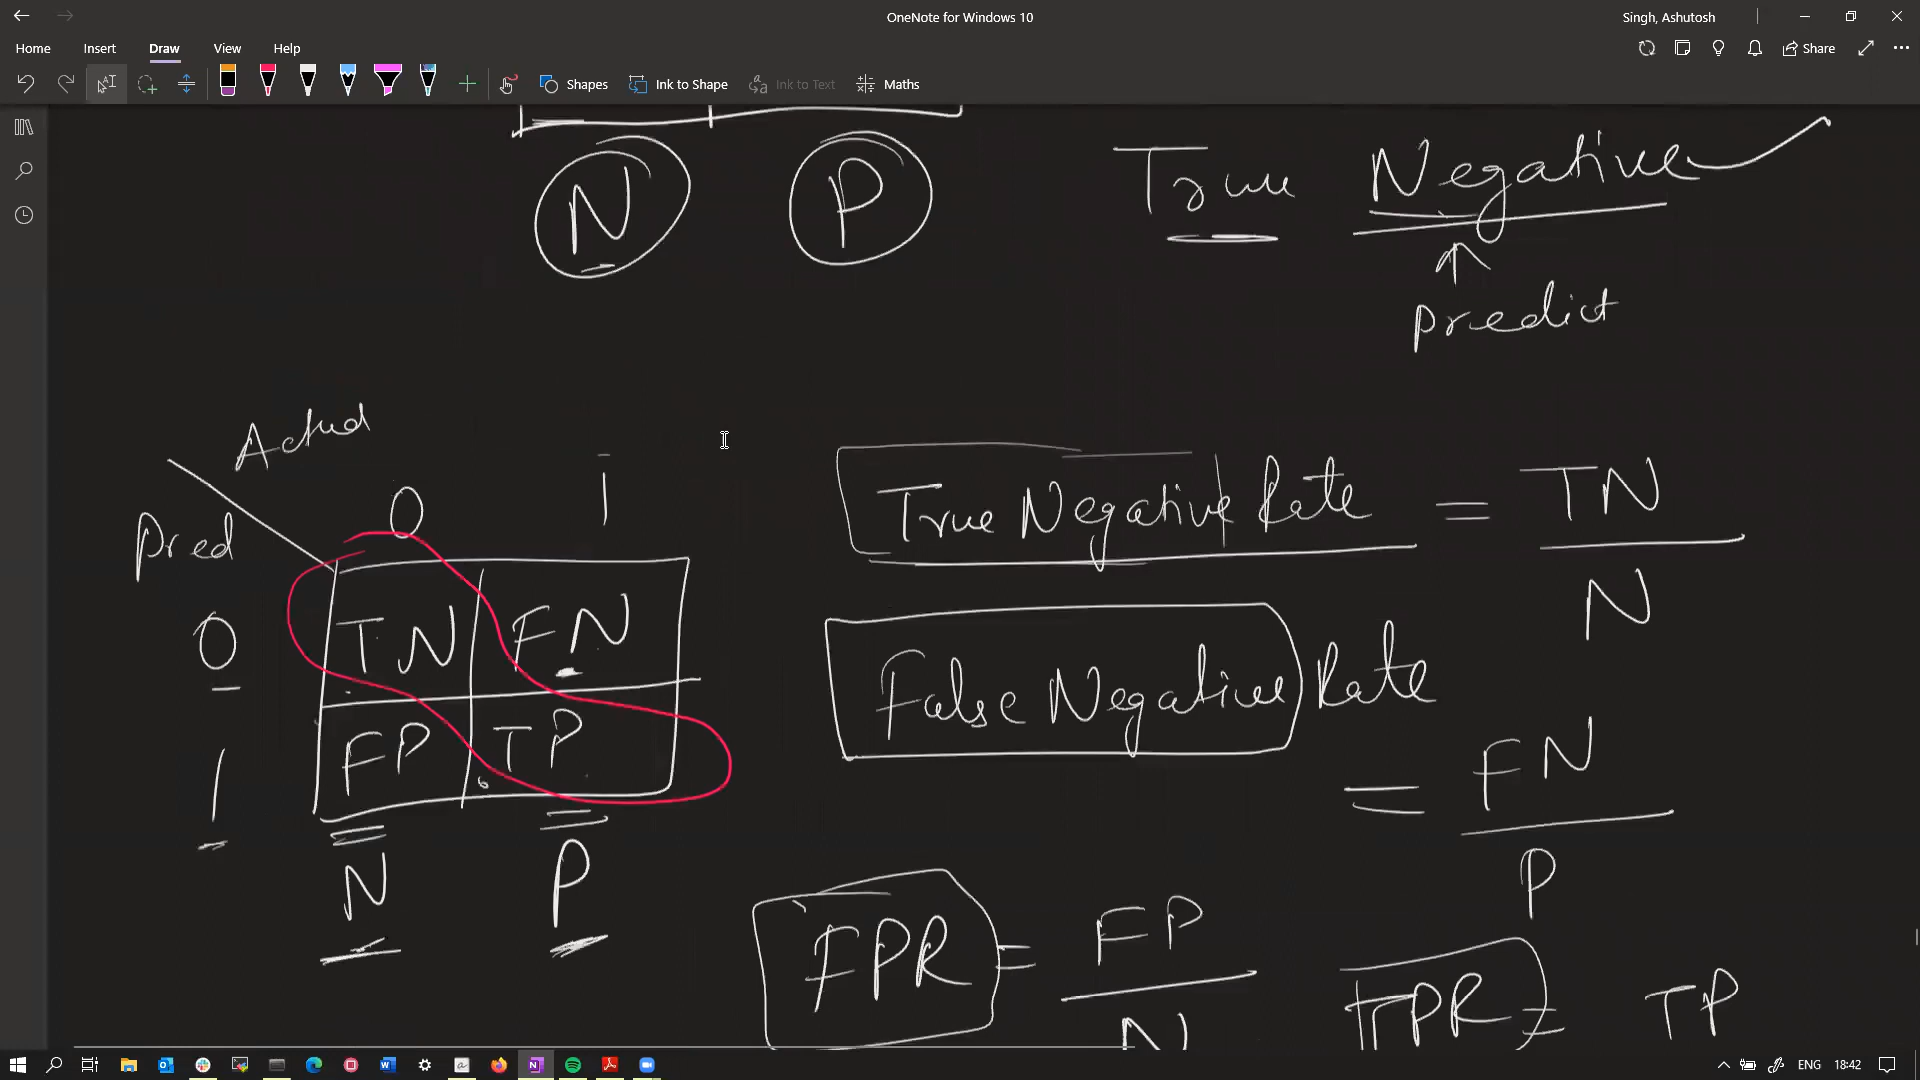 OneNote for Windows 10
Singh, Ashutosh
Home Insert Draw View Help
Share
Shapes
Ink to Shape
Ink to Text
Maths
N P
True Negative
predict
Actual
Pred
0 1
0 TN FN
1 FP TP
N P
True Negative Rate = TN
N
False Negative Rate
= FN
P
FPR = FP
N
TPR = TP
ENG 18:42